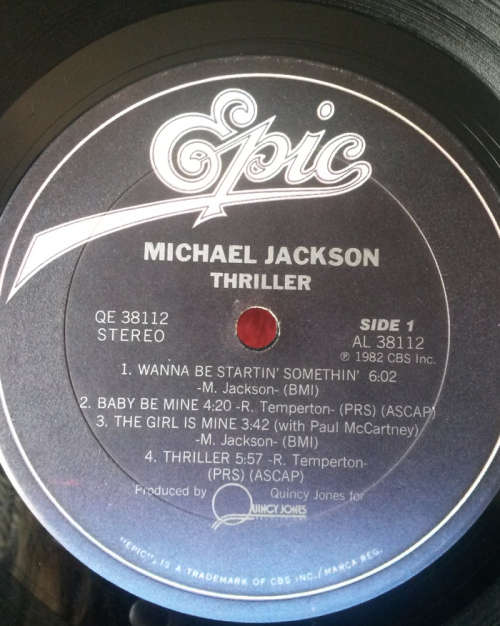 Epic
MICHAEL JACKSON
THRILLER
QE 38112
STEREO
SIDE 1
AL 38112
℗ 1982 CBS Inc.
1. WANNA BE STARTIN' SOMETHIN' 6:02
-M. Jackson- (BMI)
2. BABY BE MINE 4:20 -R. Temperton- (PRS) (ASCAP)
3. THE GIRL IS MINE 3:42 (with Paul McCartney)
-M. Jackson- (BMI)
4. THRILLER 5:57 -R. Temperton-
(PRS) (ASCAP)
Produced by Quincy Jones for
QUINCY JONES
"EPIC", IS A TRADEMARK OF CBS INC./MARCA REG.